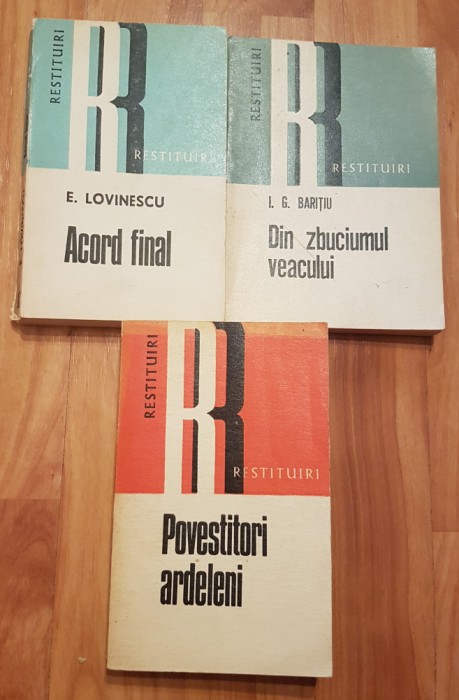 RESTITUIRI
R
RESTITUIRI
E. LOVINESCU
Acord final
RESTITUIRI
R
RESTITUIRI
I. G. BARIȚIU
Din zbuciumul
veacului
RESTITUIRI
R
RESTITUIRI
Povestitori
ardeleni